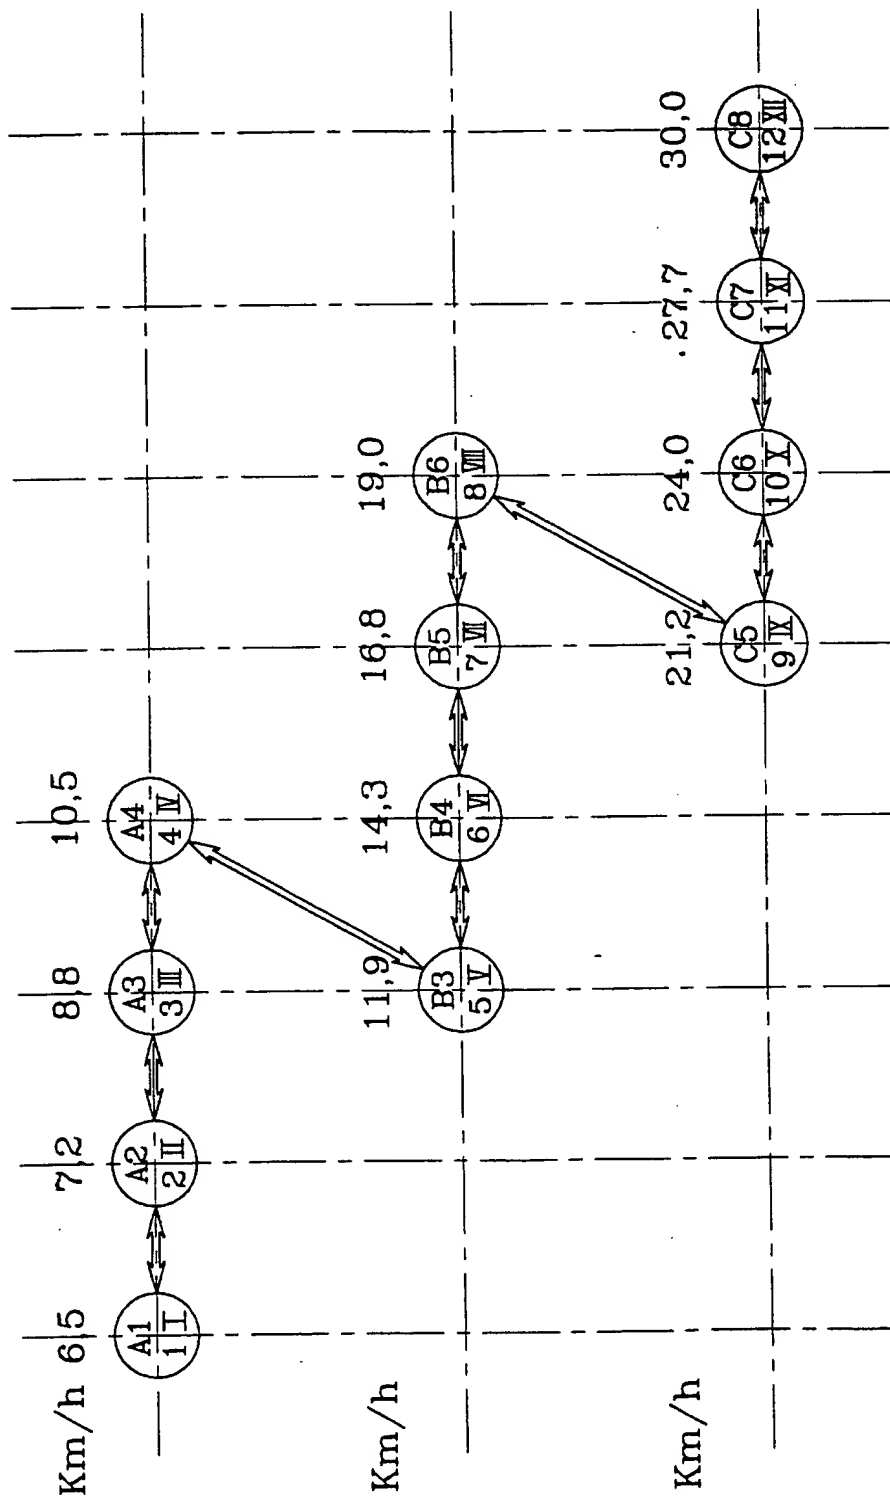 Km/h 6,5 7,2 8,8 10,5
A1 A2 A3 A4
1 I 2 II 3 III 4 IV
Km/h 11,9 14,3 16,8 19,0
B3 B4 B5 B6
5 V 6 VI 7 VII 8 VIII
Km/h 21,2 24,0 27,7 30,0
C5 C6 C7 C8
9 IX 10 X 11 XI 12 XII